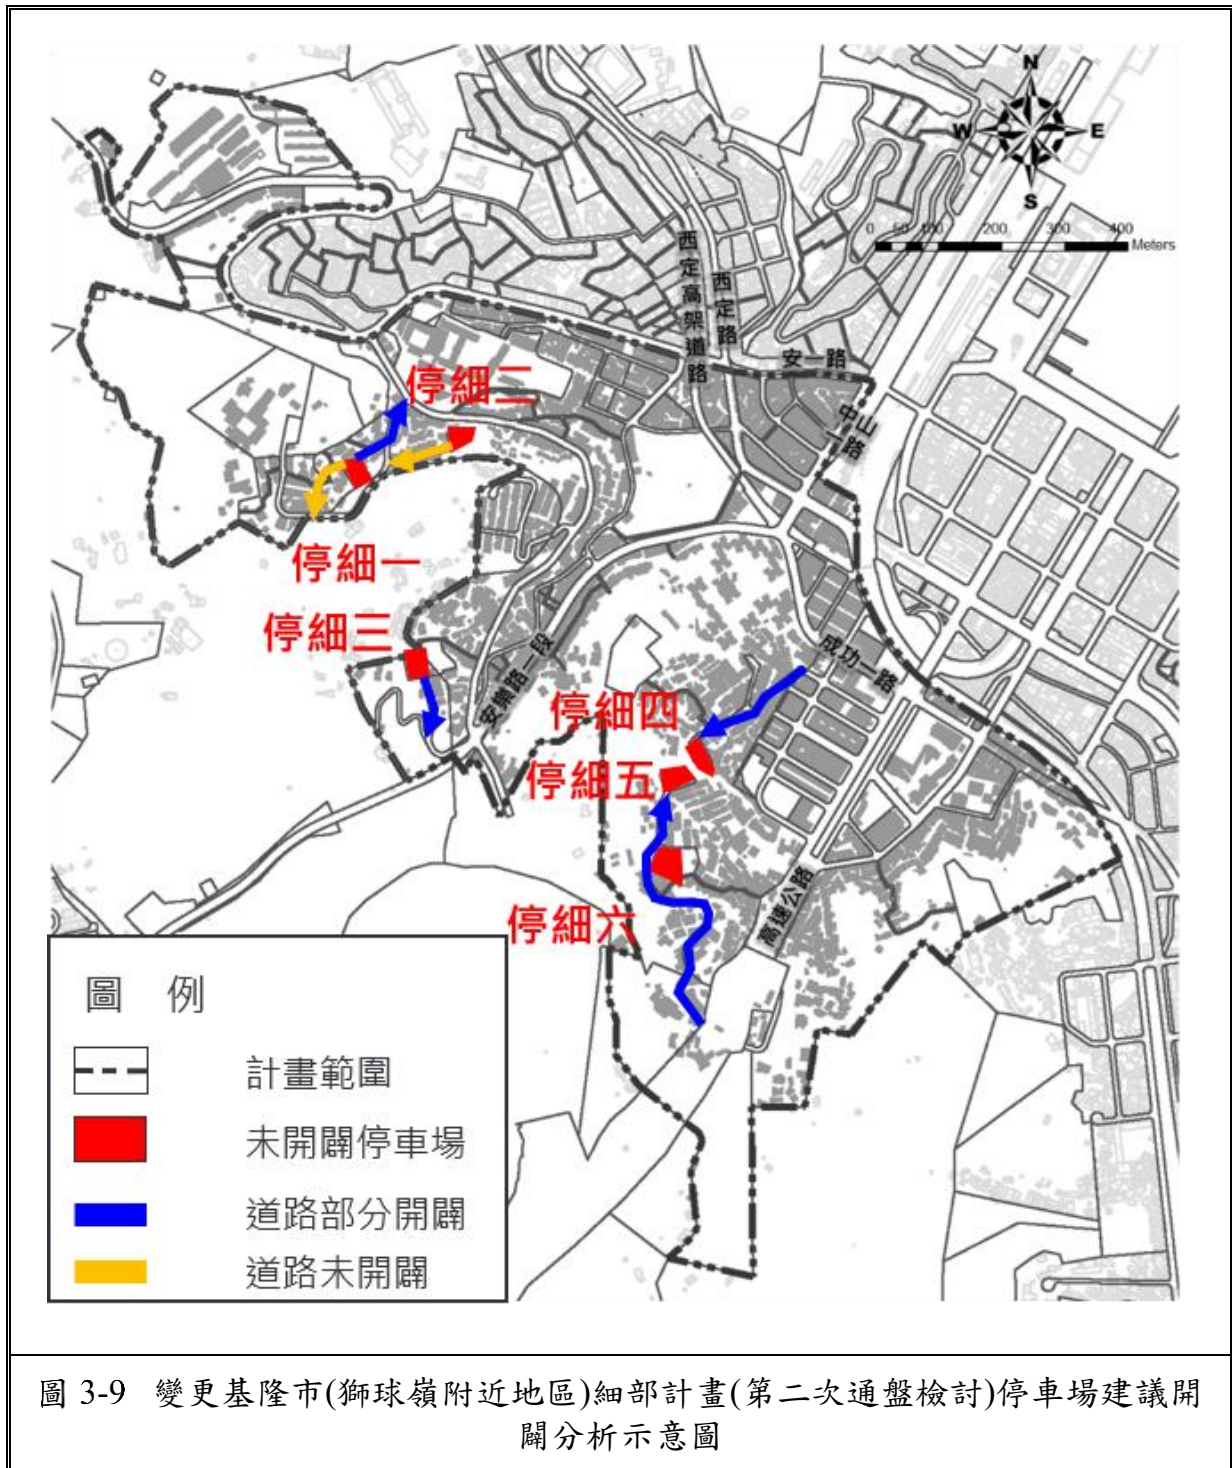 N
W
E
S
0 50 100 200 300 400
Meters
西定高架道路
西定路
安一路
中山一路
停細二
停細一
停細三
安樂路一段
成功一路
停細四
停細五
停細六
高速公路
圖 例
計畫範圍
未開闢停車場
道路部分開闢
道路未開闢
圖 3-9 變更基隆市(獅球嶺附近地區)細部計畫(第二次通盤檢討)停車場建議開
闢分析示意圖